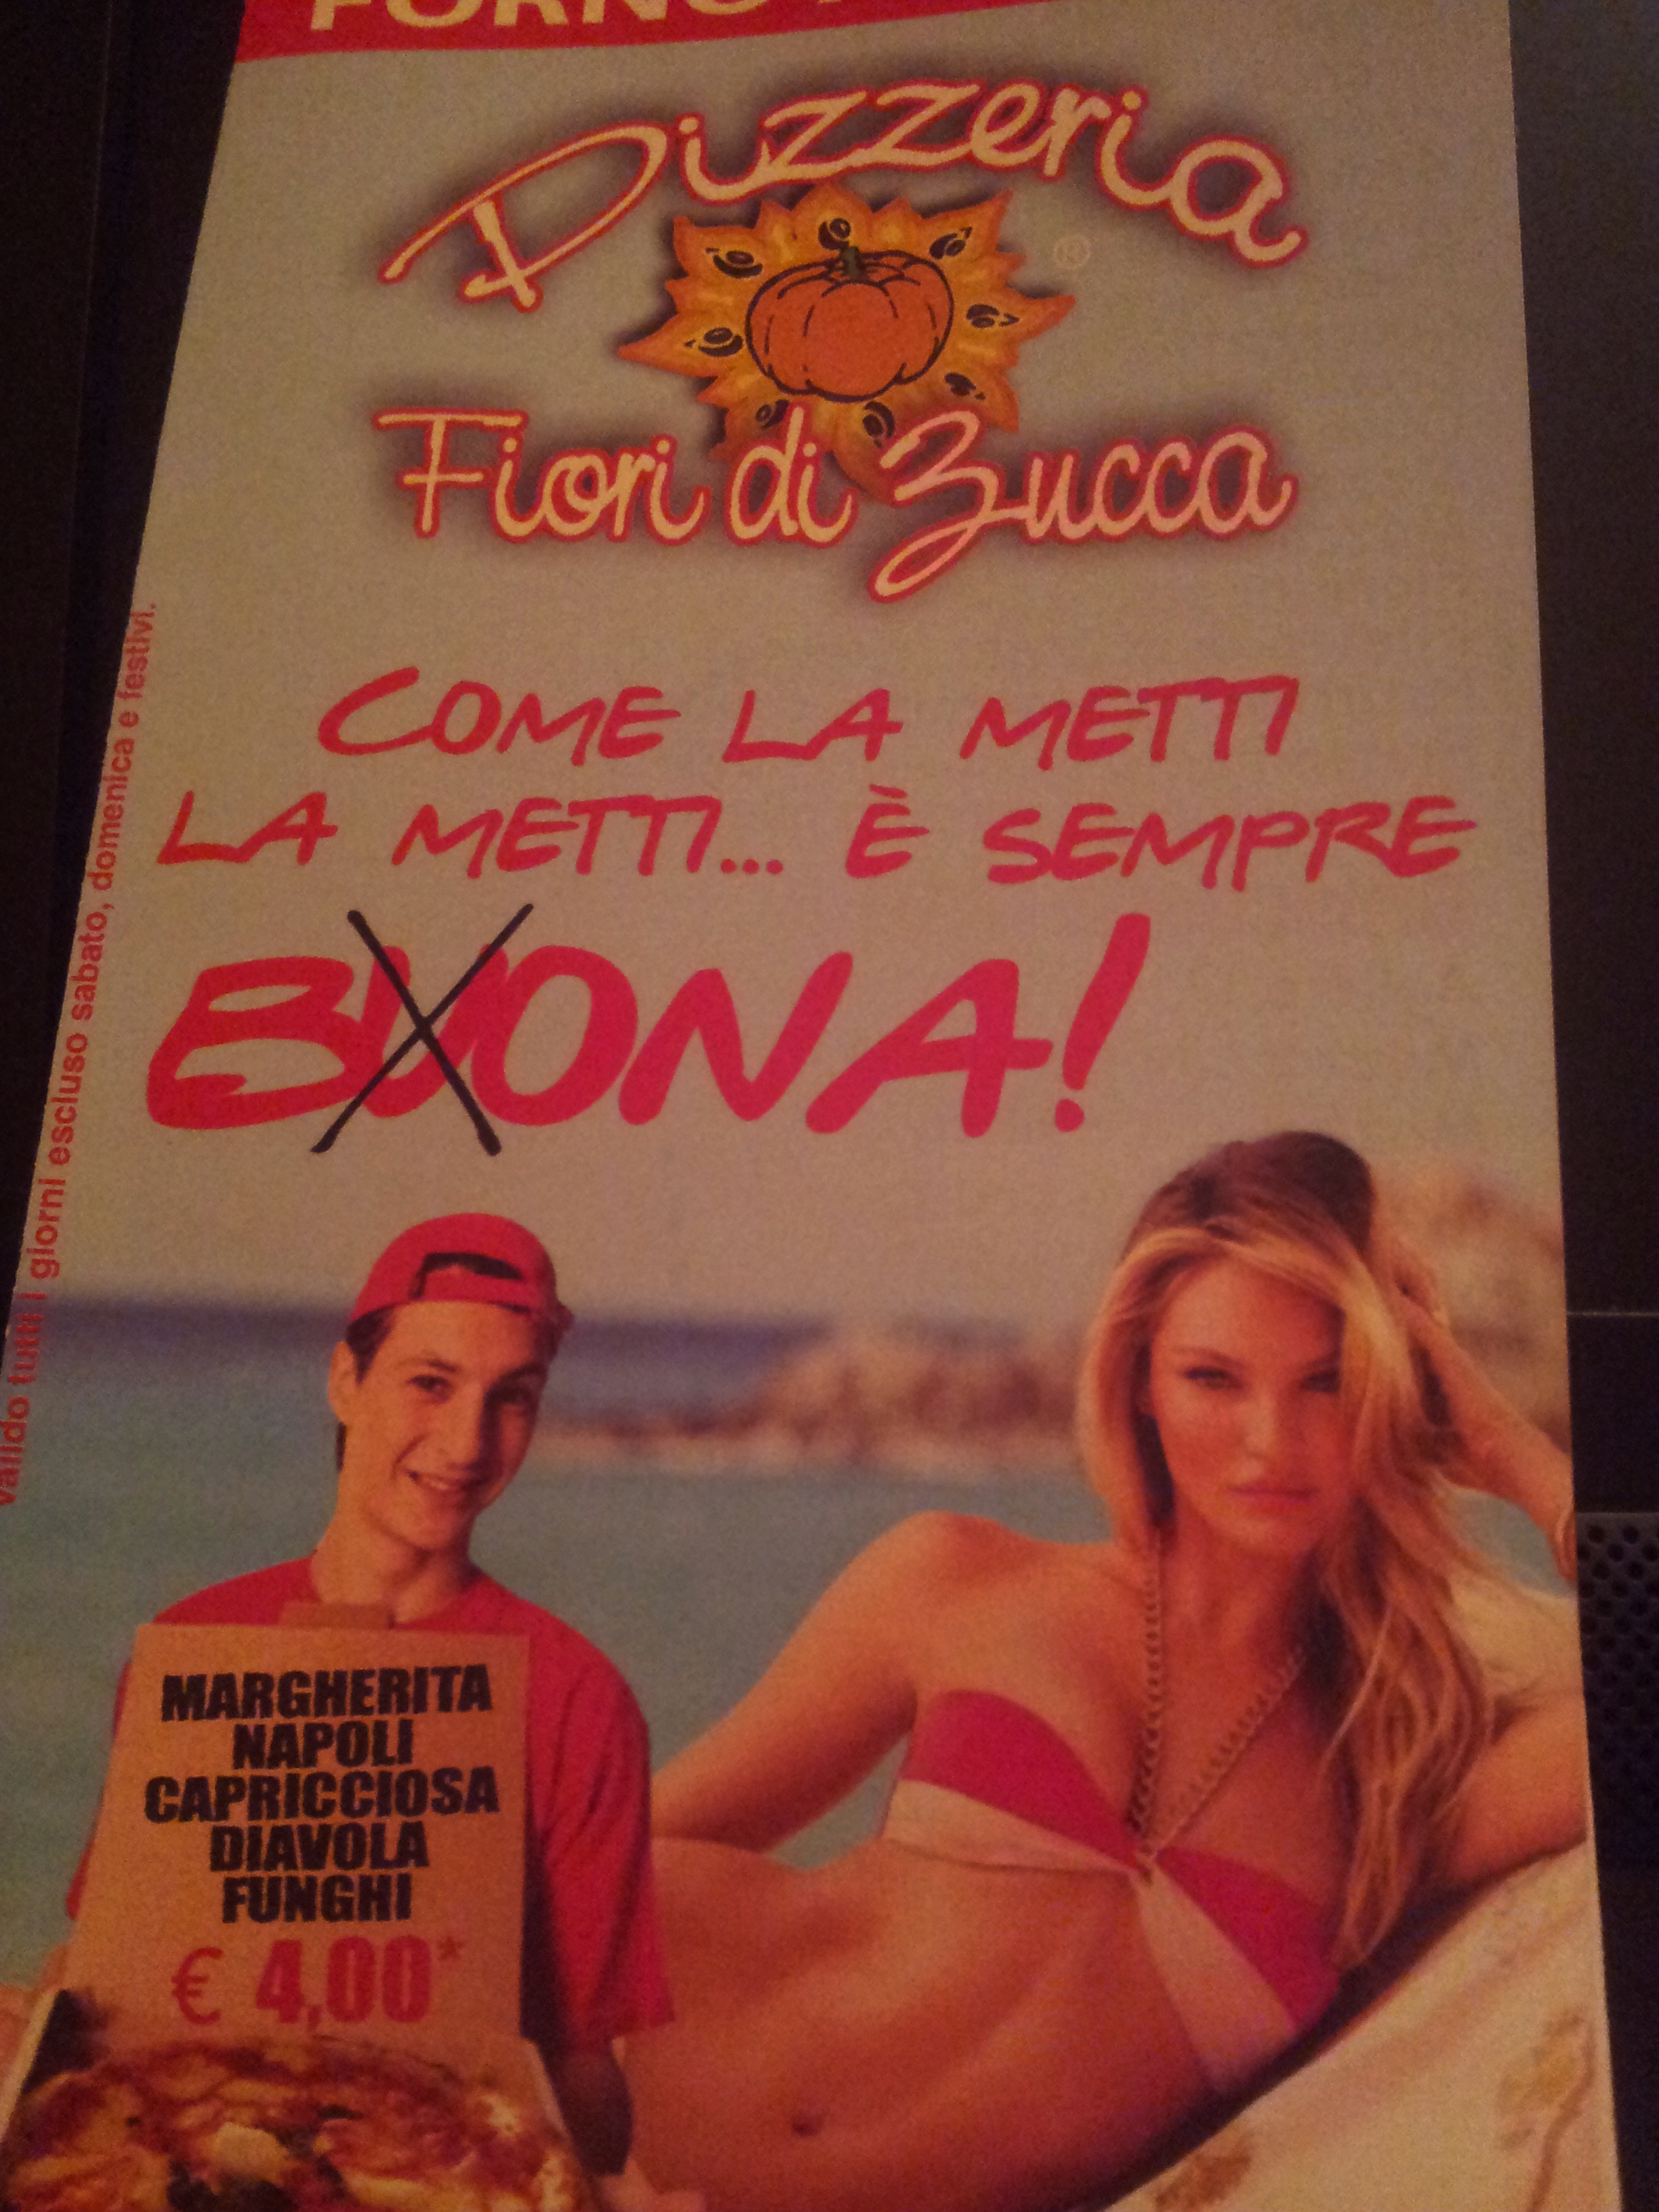 FORNO
Pizzeria
®
Fiori di Zucca
COME LA METTI
LA METTI... È SEMPRE
BUONA!
valido tutti i giorni escluso sabato, domenica e festivi.
MARGHERITA
NAPOLI
CAPRICCIOSA
DIAVOLA
FUNGHI
€ 4,00*